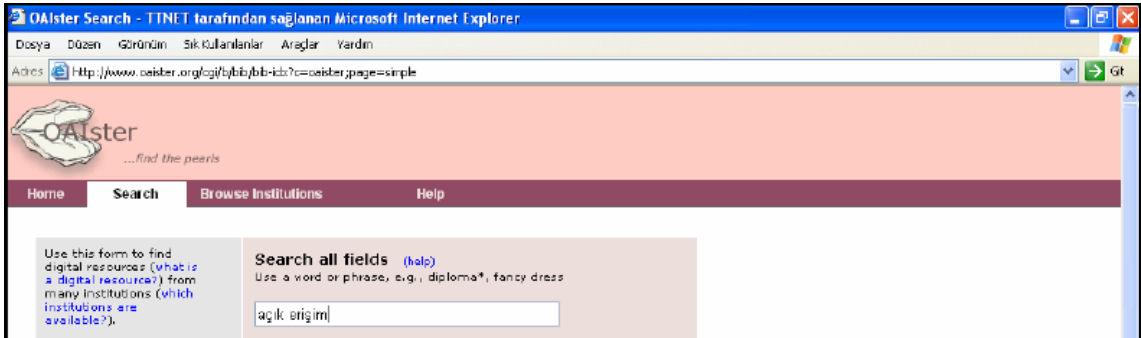 OAIster Search - TTNET tarafından sağlanan Microsoft Internet Explorer
Dosya Düzen Görünüm Sık Kullanılanlar Araçlar Yardım
Adres http://www.oaister.org/cgi/b/bib/bib-idx?c=oaister;page=simple Git
OAIster
...find the pearls
Home Search Browse Institutions Help
Use this form to find
digital resources (what is
a digital resource?) from
many institutions (which
institutions are
available?).
Search all fields (help)
Use a word or phrase, e.g., diploma*, fancy dress
açık erişim